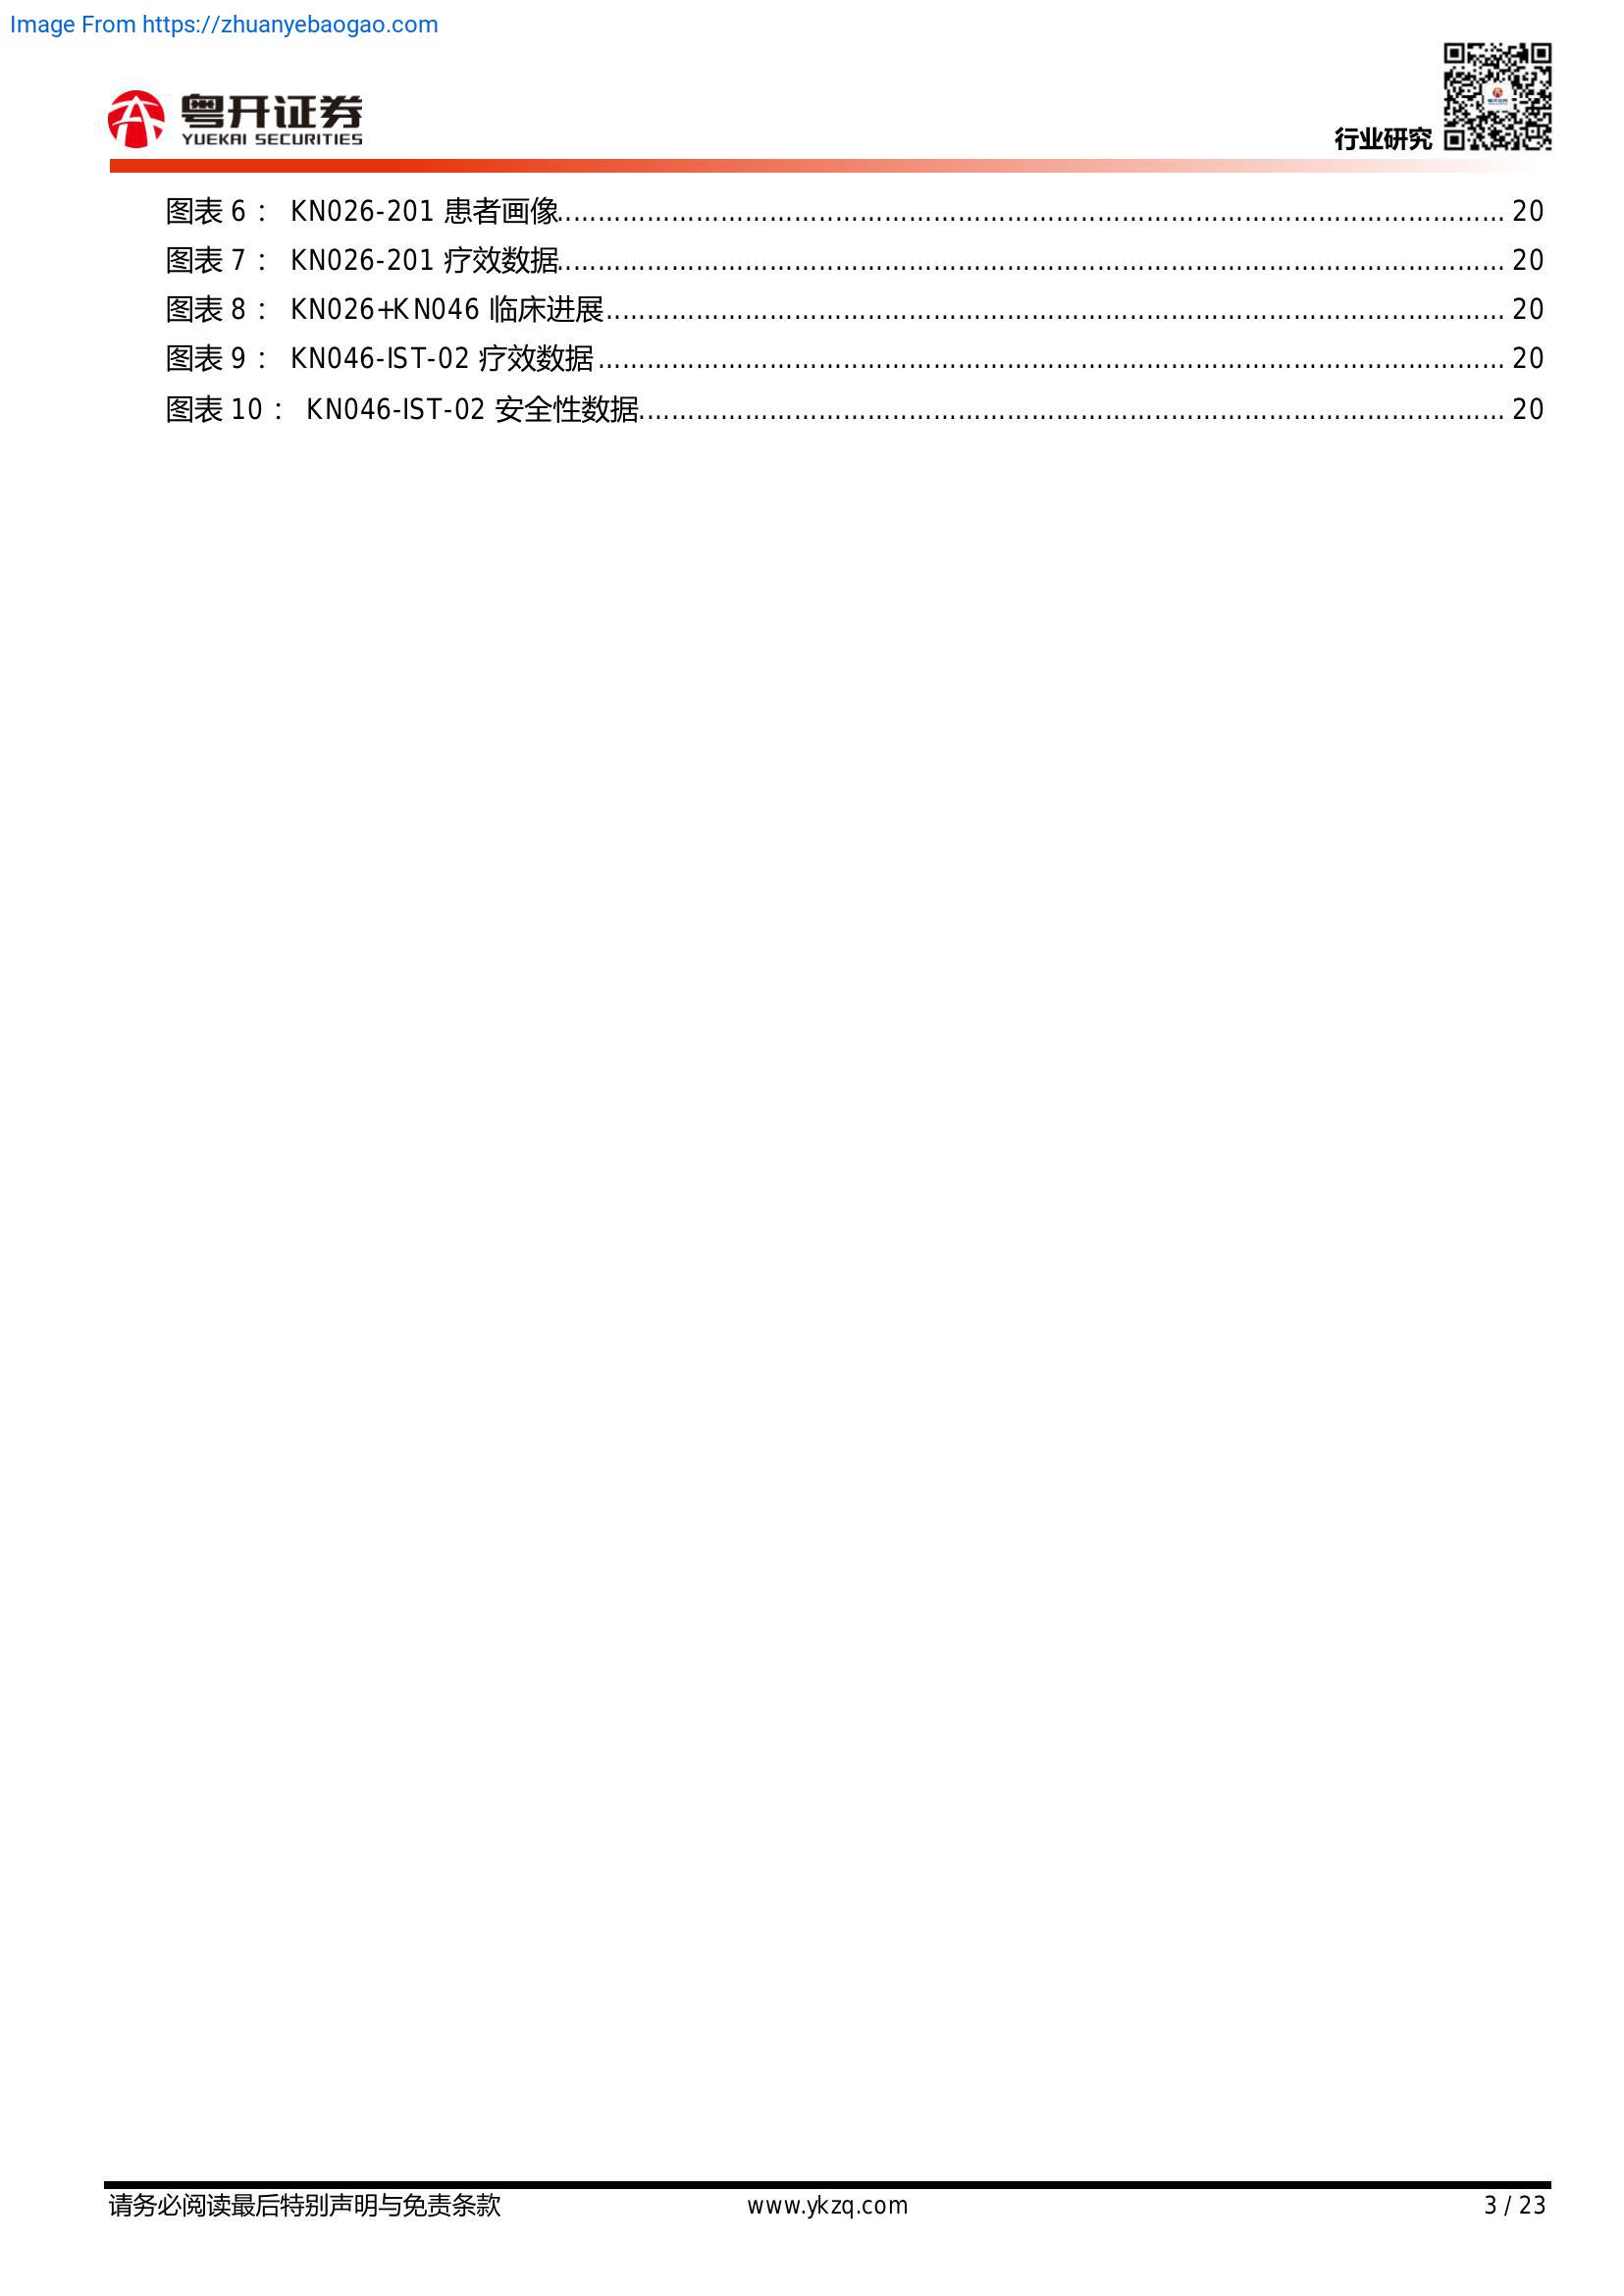 Image From https://zhuanyebaogao.com
粤开证券
YUEKAI SECURITIES
行业研究
图表 6 ： KN026-201 患者画像........................................................................................................................ 20
图表 7 ： KN026-201 疗效数据........................................................................................................................ 20
图表 8 ： KN026+KN046 临床进展.................................................................................................................. 20
图表 9 ： KN046-IST-02 疗效数据................................................................................................................... 20
图表 10 ： KN046-IST-02 安全性数据.............................................................................................................. 20
请务必阅读最后特别声明与免责条款
www.ykzq.com
3 / 23